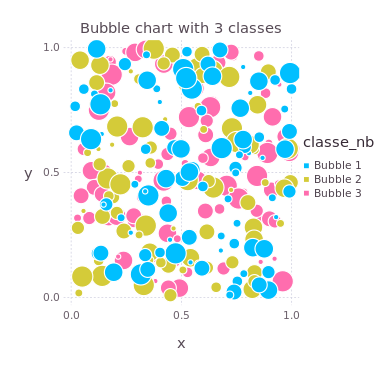 Bubble chart with 3 classes
1.0
0.5
0.0
y
0.0 0.5 1.0
x
classe_nb
Bubble 1
Bubble 2
Bubble 3